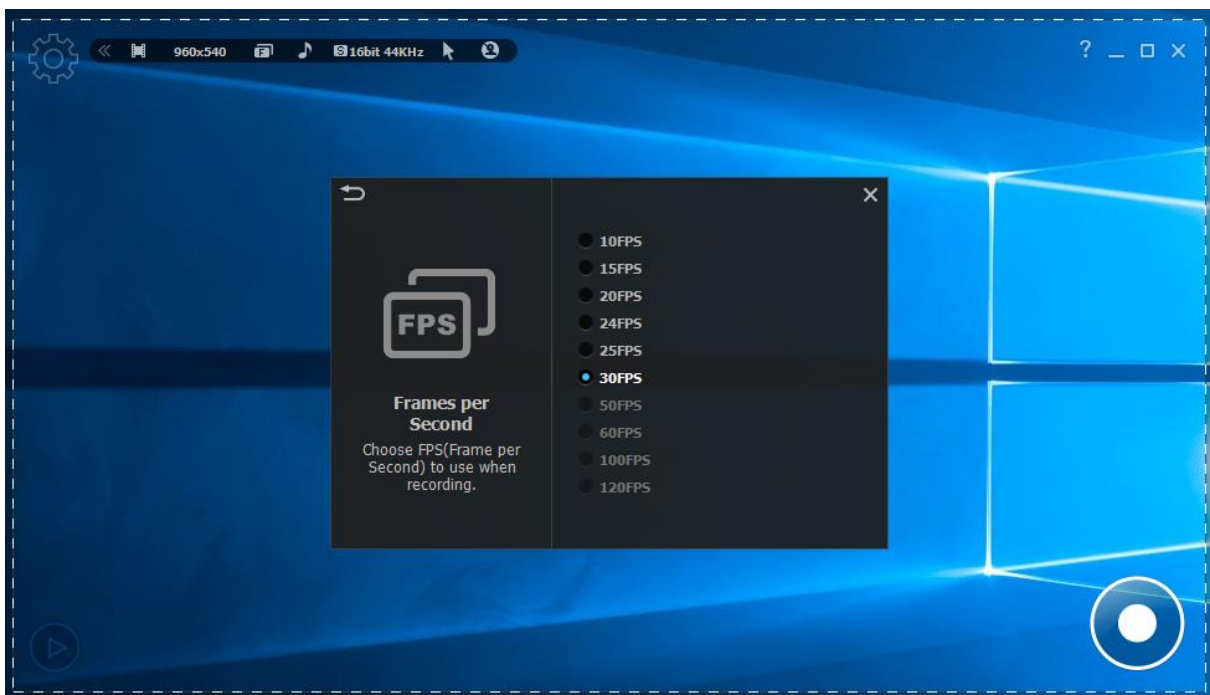 960x540
F
S 16bit 44KHz
?
FPS
Frames per
Second
Choose FPS(Frame per
Second) to use when
recording.
10FPS
15FPS
20FPS
24FPS
25FPS
30FPS
50FPS
60FPS
100FPS
120FPS